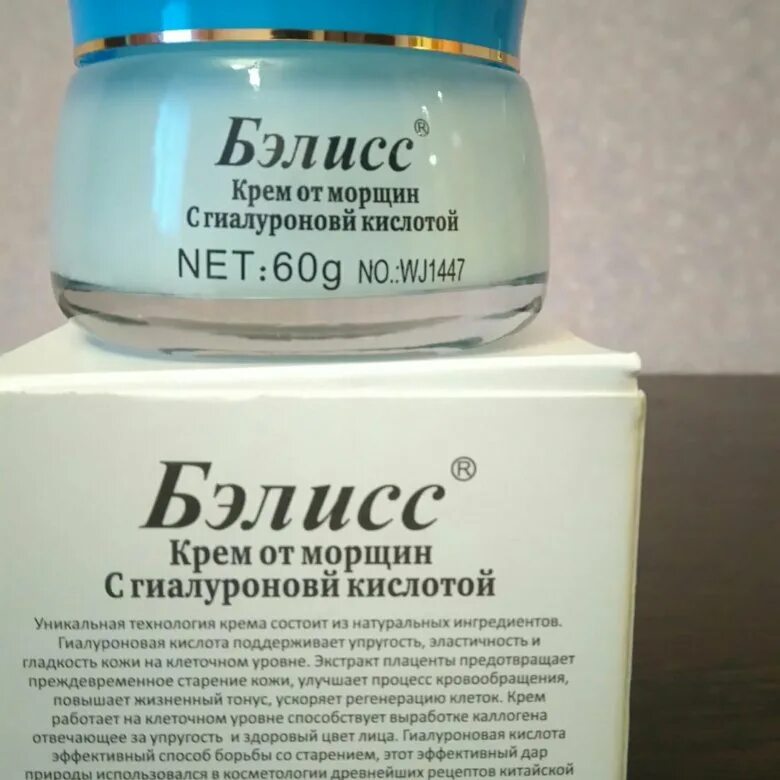 Бэлисс®
Крем от морщин
С гиалуроновй кислотой
NET:60g NO.:WJ1447
Бэлисс®
Крем от морщин
С гиалуроновй кислотой
Уникальная технология крема состоит из натуральных ингредиентов.
Гиалуроновая кислота поддерживает упругость, эластичность и
гладкость кожи на клеточном уровне. Экстракт плаценты предотвращает
преждевременное старение кожи, улучшает процесс кровообращения,
повышает жизненный тонус, ускоряет регенерацию клеток. Крем
работает на клеточном уровне способствует выработке каллогена
отвечающее за упругость и здоровый цвет лица. Гиалуроновая кислота
эффективный способ борьбы со старением, этот эффективный дар
природы использовался в косметологии древнейших рецептов китайской